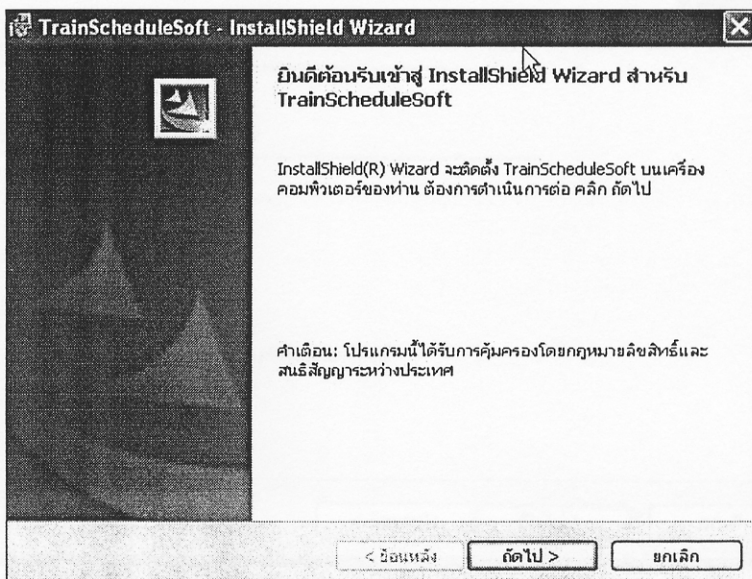 TrainScheduleSoft - InstallShield Wizard
ยินดีต้อนรับเข้าสู่ InstallShield Wizard สำหรับ
TrainScheduleSoft
InstallShield(R) Wizard จะติดตั้ง TrainScheduleSoft บนเครื่อง
คอมพิวเตอร์ของท่าน ต้องการดำเนินการต่อ คลิก ถัดไป
คำเตือน: โปรแกรมนี้ได้รับการคุ้มครองโดยกฎหมายลิขสิทธิ์และ
สนธิสัญญาระหว่างประเทศ
< ย้อนหลัง
ถัดไป >
ยกเลิก